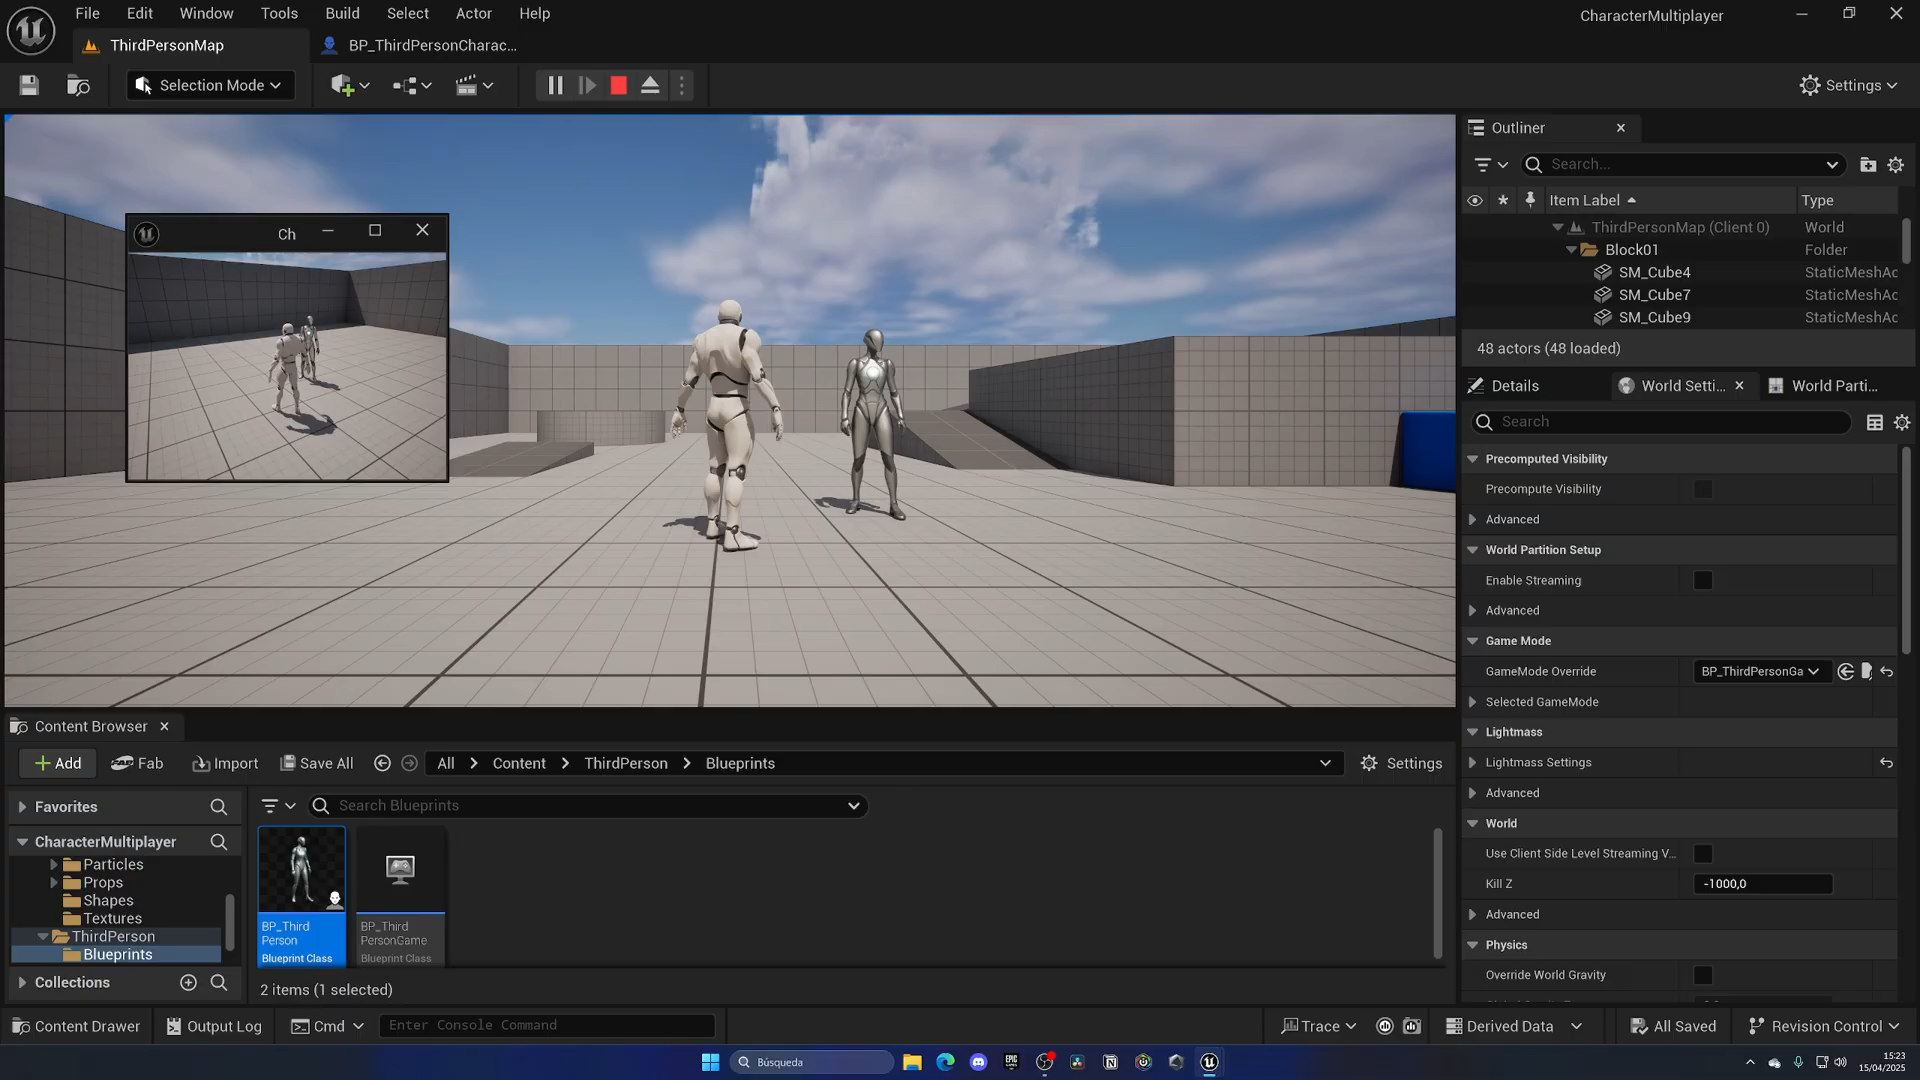 File Edit Window Tools Build Select Actor Help
CharacterMultiplayer
ThirdPersonMap
BP_ThirdPersonCharac...
Selection Mode
Settings
Ch
Outliner
Search...
Item Label
Type
ThirdPersonMap (Client 0) World
Block01 Folder
SM_Cube4 StaticMeshAc
SM_Cube7 StaticMeshAc
SM_Cube9 StaticMeshAc
48 actors (48 loaded)
Details
World Setti...
World Parti...
Search
Precomputed Visibility
Precompute Visibility
Advanced
World Partition Setup
Enable Streaming
Advanced
Game Mode
GameMode Override BP_ThirdPersonGa
Selected GameMode
Lightmass
Lightmass Settings
Advanced
World
Use Client Side Level Streaming V...
Kill Z -1000,0
Advanced
Physics
Override World Gravity
Content Browser
Add Fab Import Save All All Content ThirdPerson Blueprints Settings
Favorites
Search Blueprints
CharacterMultiplayer
Particles
Props
Shapes
Textures
ThirdPerson
Blueprints
Collections
BP_Third
Person
Blueprint Class
BP_Third
PersonGame
Blueprint Class
2 items (1 selected)
Content Drawer Output Log Cmd Enter Console Command Trace Derived Data All Saved Revision Control
Búsqueda
EPIC
15:23
15/04/2025